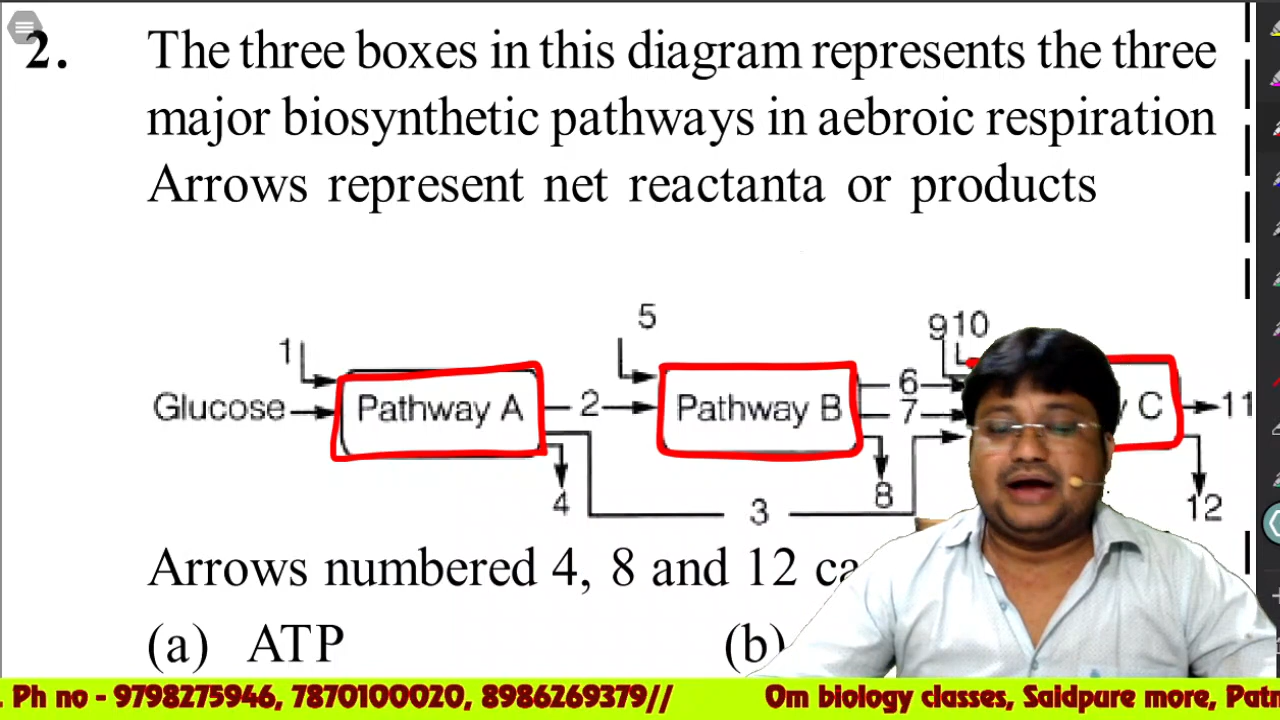 2. The three boxes in this diagram represents the three
major biosynthetic pathways in aebroic respiration
Arrows represent net reactanta or products
5
1
910
Glucose
Pathway A
2
Pathway B
6
7
C
11
4
3
8
12
Arrows numbered 4, 8 and 12
(a) ATP (b)
Ph no - 9798275946, 7870100020, 8986269379// Om biology classes, Saidpure more,